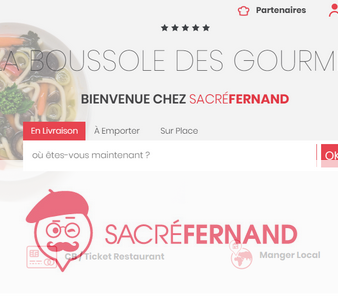 Partenaires
A BOUSSOLE DES GOURM
BIENVENUE CHEZ SACRÉFERNAND
En Livraison À Emporter Sur Place
où êtes-vous maintenant ?
SACRÉFERNAND
CB / Ticket Restaurant Manger Local